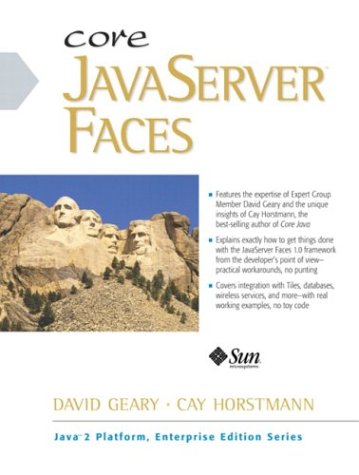 core
JAVASERVER™
FACES
Features the expertise of Expert Group
Member David Geary and the unique
insights of Cay Horstmann, the
best-selling author of Core Java
Explains exactly how to get things done
with the JavaServer Faces 1.0 framework
from the developer's point of view—
practical workarounds, no punting
Covers integration with Tiles, databases,
wireless services, and more—with real
working examples, no toy code
Sun
microsystems
DAVID GEARY • CAY HORSTMANN
Java™ 2 Platform, Enterprise Edition Series